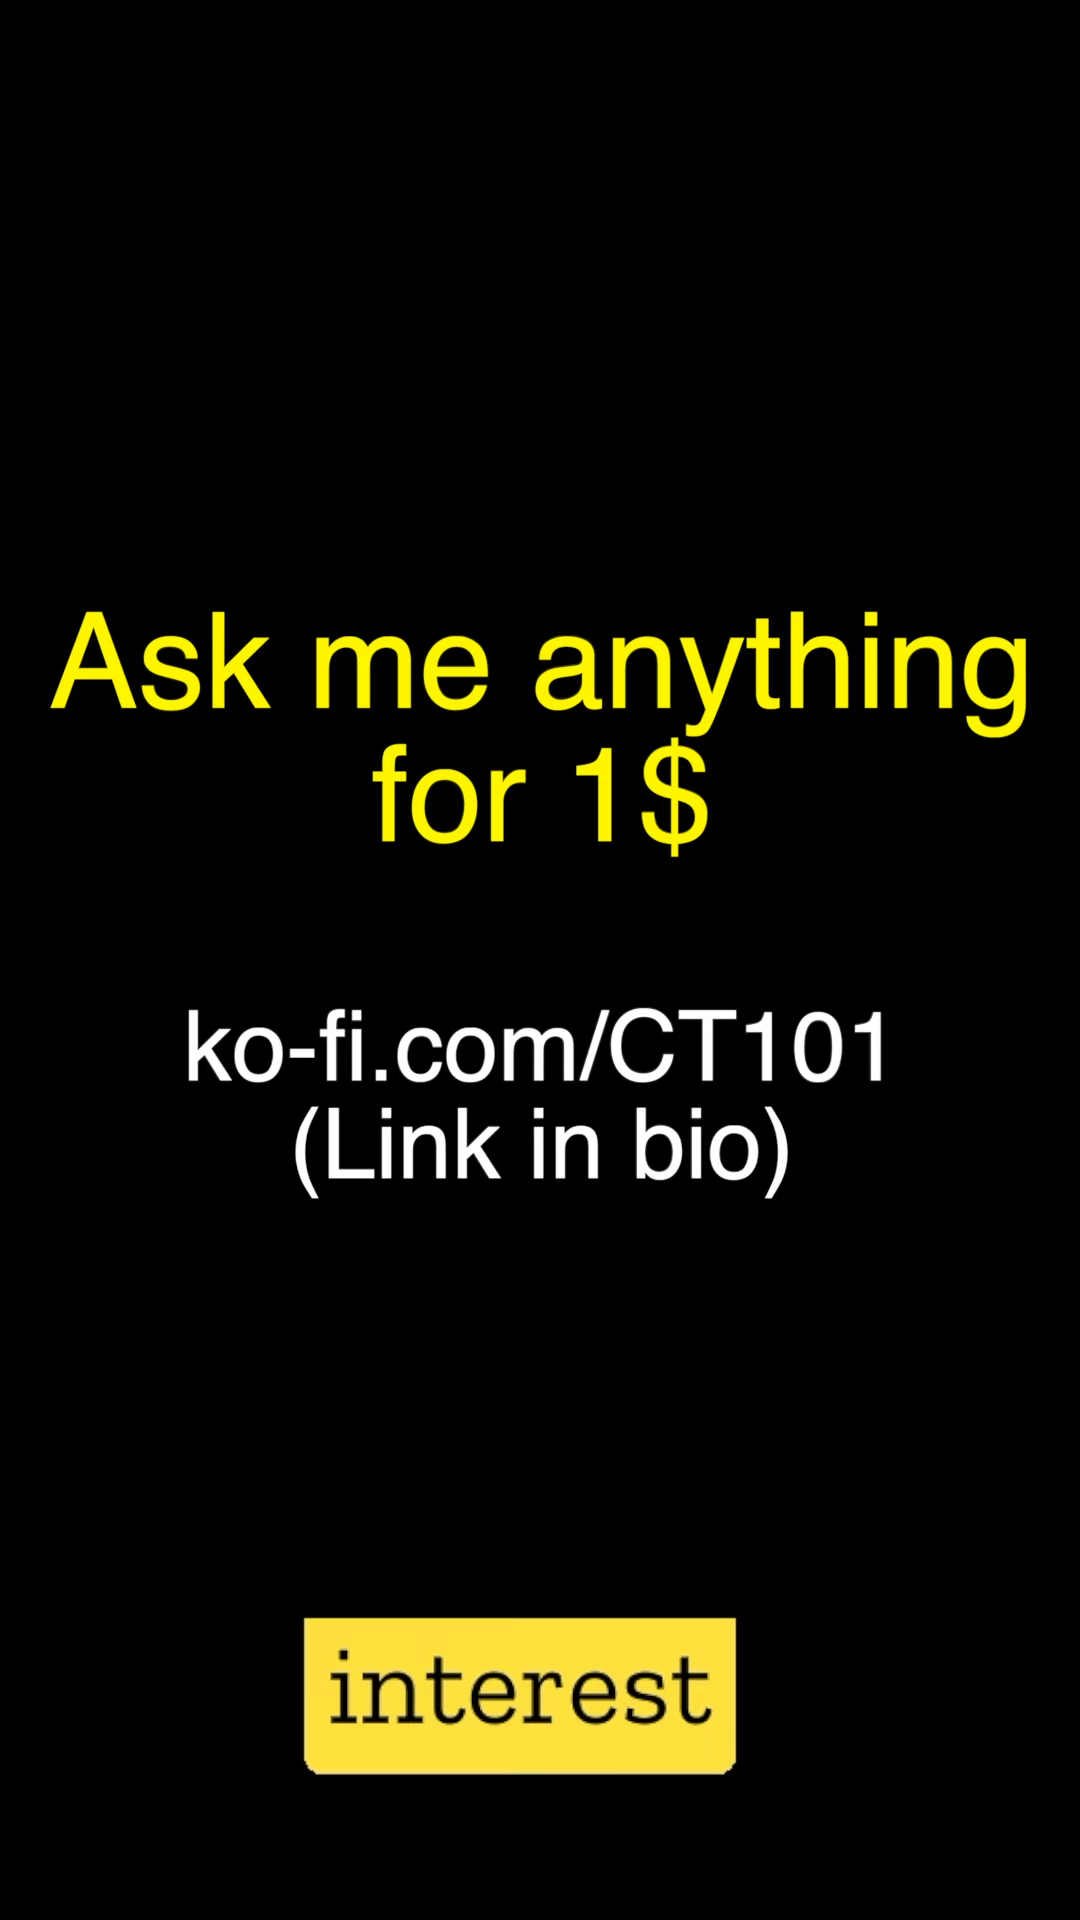 Ask me anything
for 1$
ko-fi.com/CT101
(Link in bio)
interest